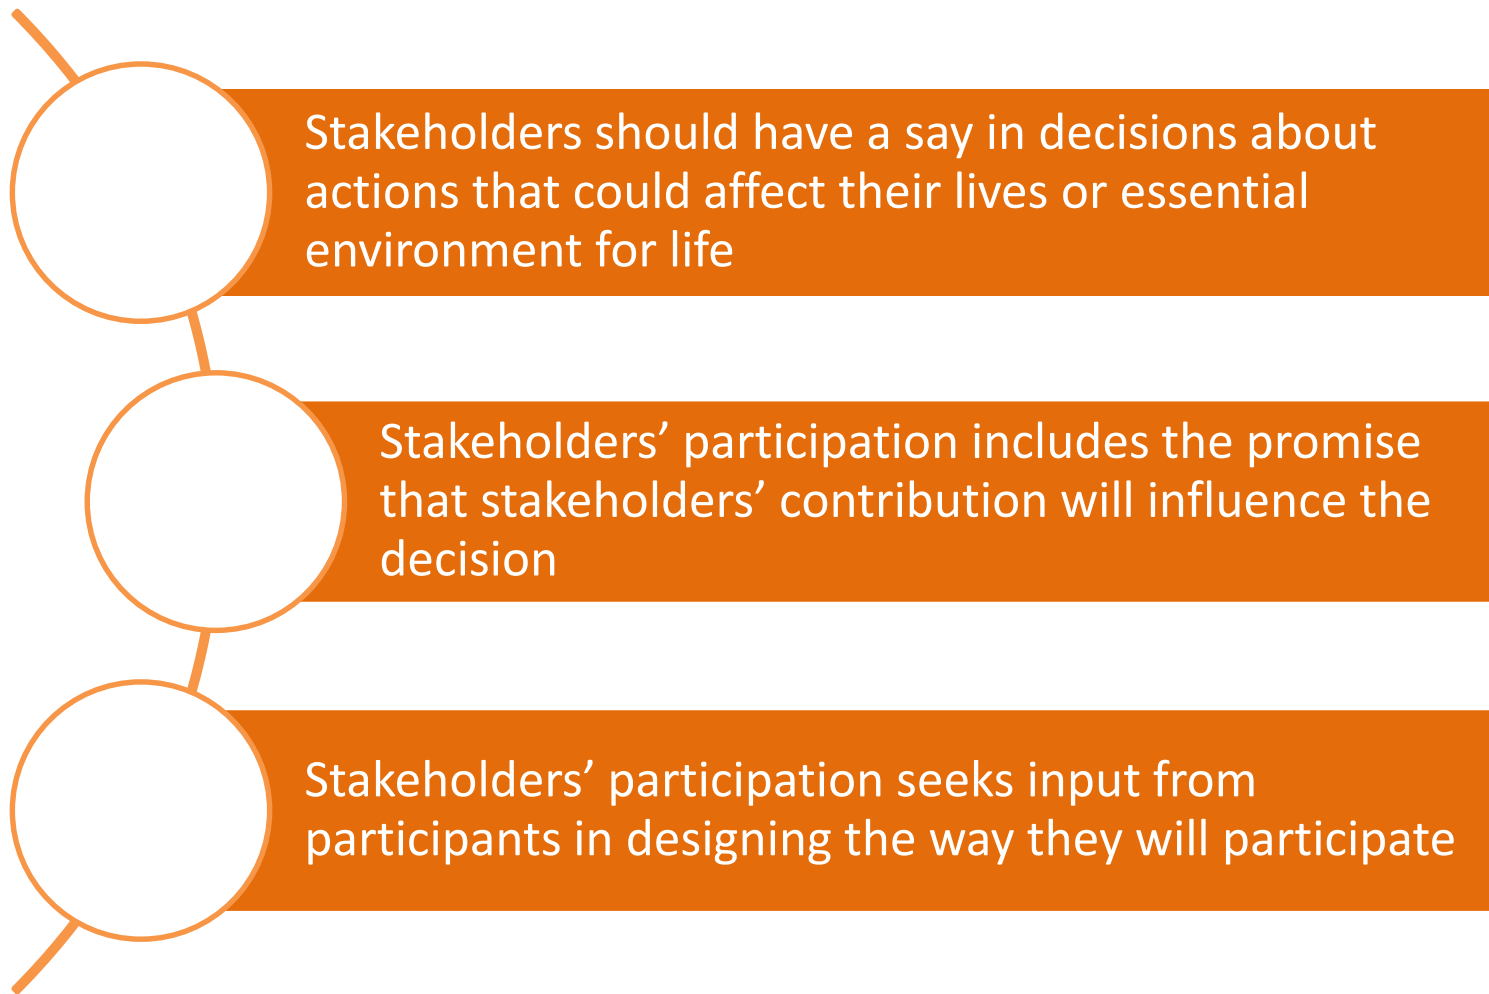 Stakeholders should have a say in decisions about
actions that could affect their lives or essential
environment for life
Stakeholders’ participation includes the promise
that stakeholders’ contribution will influence the
decision
Stakeholders’ participation seeks input from
participants in designing the way they will participate